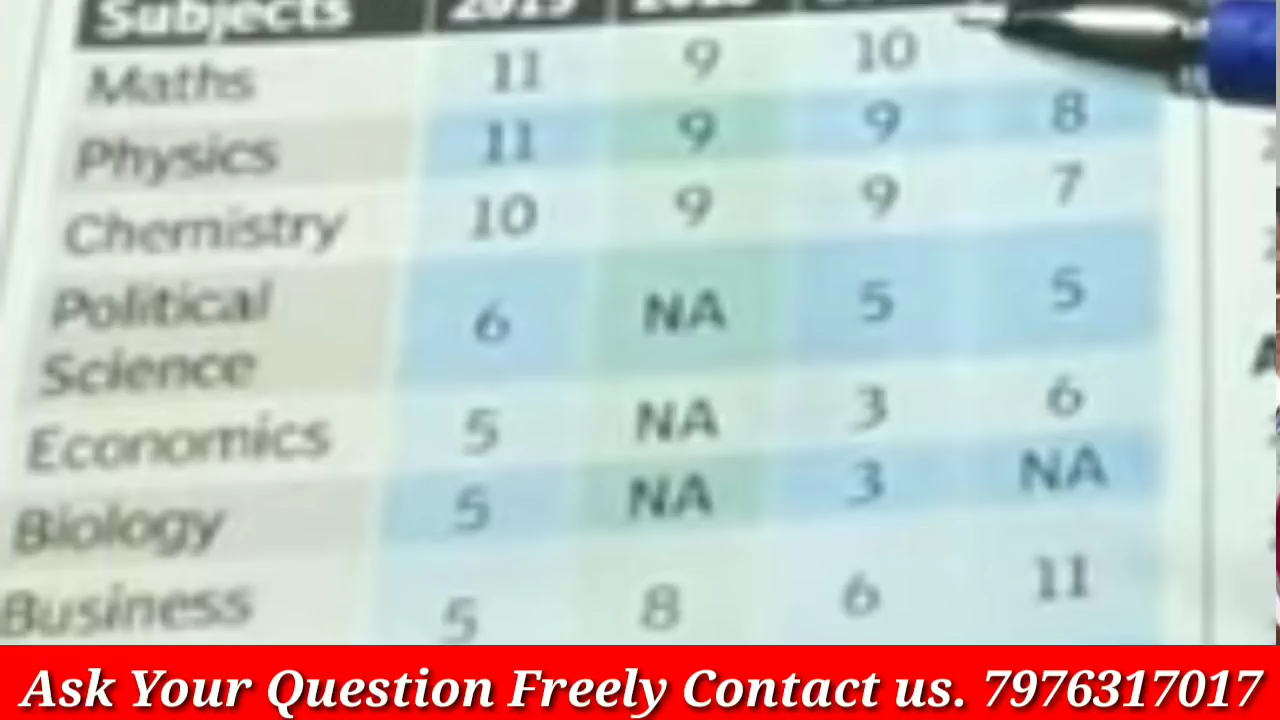 Subjects 2019
Maths 11 9 10
Physics 11 9 9 8
Chemistry 10 9 9 7
Political
Science 6 NA 5 5
Economics 5 NA 3 6
Biology 5 NA 3 NA
Business 5 8 6 11
Ask Your Question Freely Contact us. 7976317017